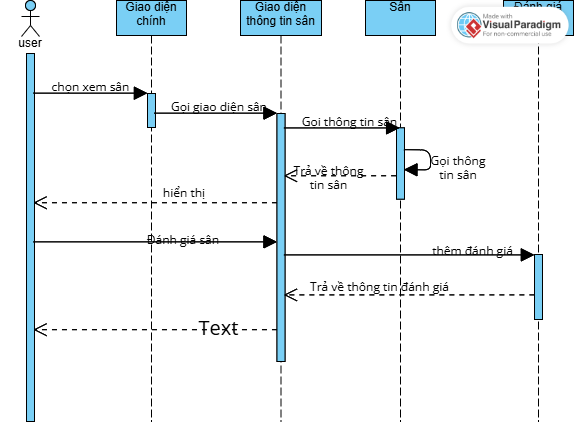 Giao diện
chính
Giao diện
thông tin sân
Sân
Đánh giá
Made with
Visual Paradigm
For non-commercial use
user
chọn xem sân
Gọi giao diện sân
Gọi thông tin sân
Gọi thông
tin sân
Trả về thông
tin sân
hiển thị
Đánh giá sân
thêm đánh giá
Trả về thông tin đánh giá
Text